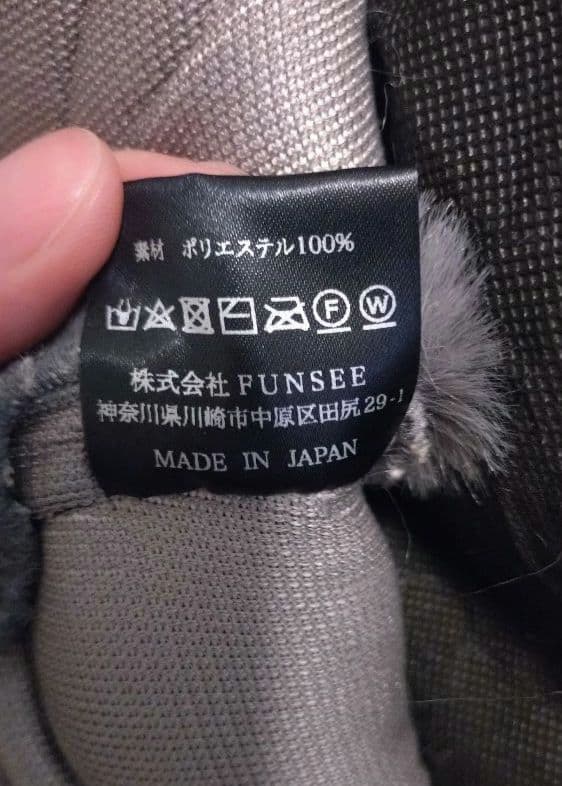 素材 ポリエステル100%
F W
株式会社 FUNSEE
神奈川県川崎市中原区田尻29-1
MADE IN JAPAN